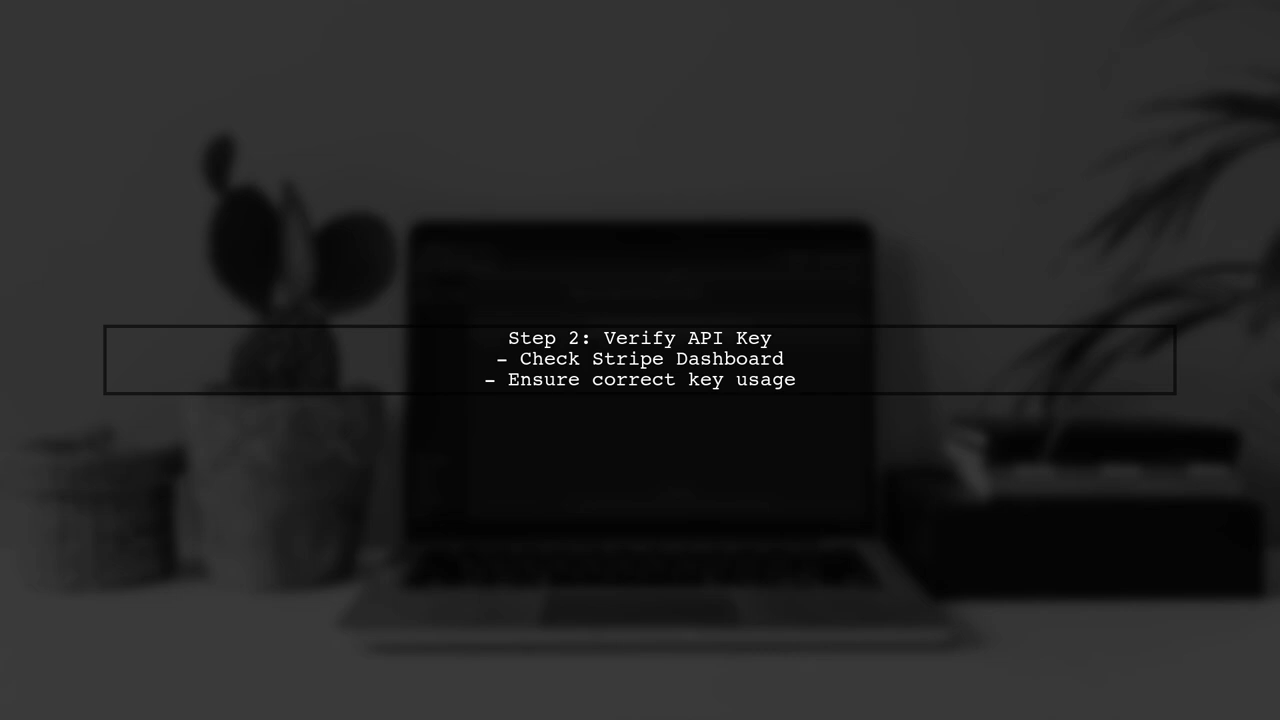 Step 2: Verify API Key
– Check Stripe Dashboard
– Ensure correct key usage